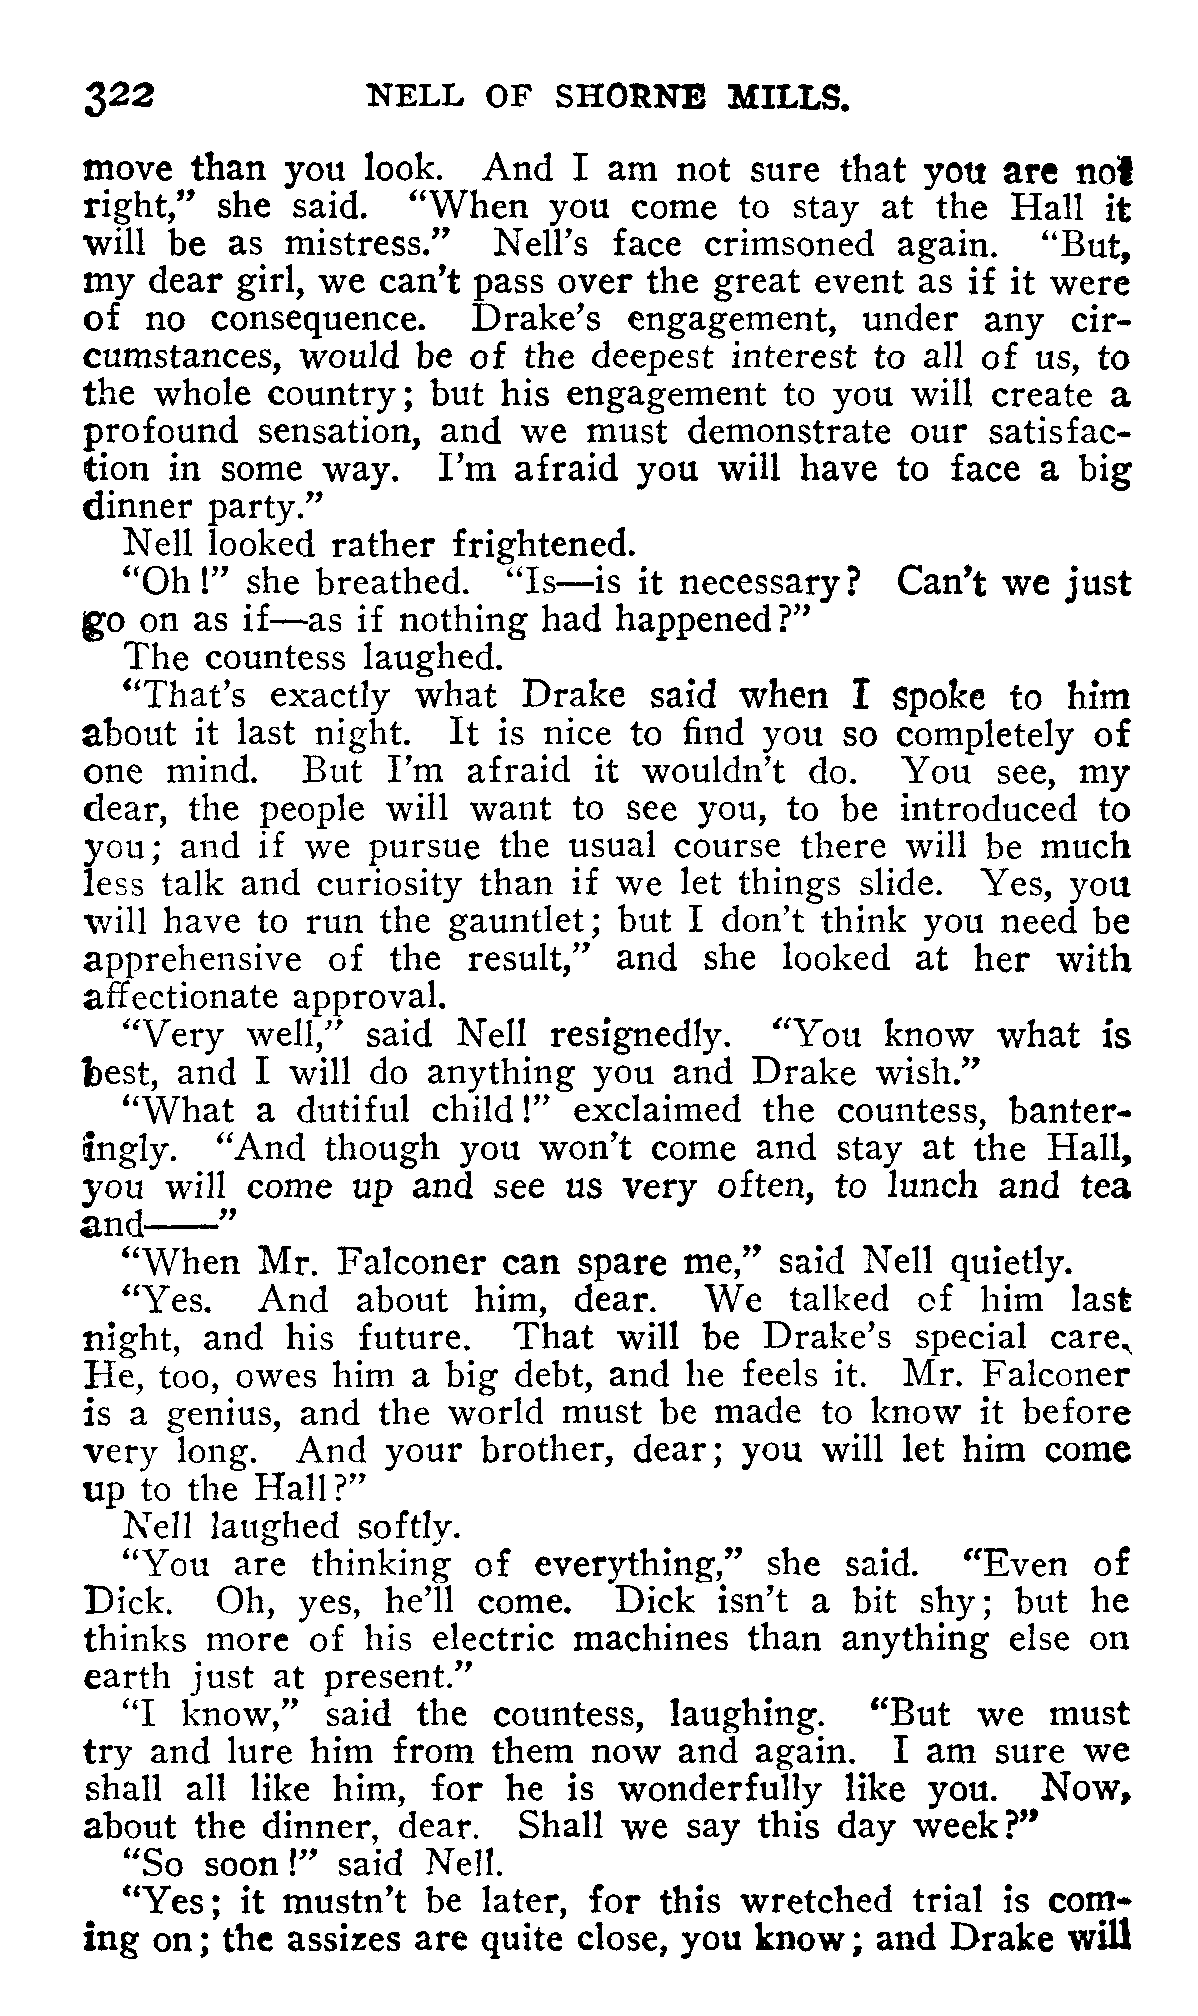 322 NELL OF SHORNE MILLS.
move than you look. And I am not sure that you are not
right,” she said. “When you come to stay at the Hall it
will be as mistress.” Nell's face crimsoned again. “But,
my dear girl, we can't pass over the great event as if it were
of no consequence. Drake's engagement, under any cir-
cumstances, would be of the deepest interest to all of us, to
the whole country; but his engagement to you will create a
profound sensation, and we must demonstrate our satisfac-
tion in some way. I'm afraid you will have to face a big
dinner party.”
Nell looked rather frightened.
“Oh!” she breathed. “Is—is it necessary? Can't we just
go on as if—as if nothing had happened?”
The countess laughed.
“That's exactly what Drake said when I spoke to him
about it last night. It is nice to find you so completely of
one mind. But I'm afraid it wouldn't do. You see, my
dear, the people will want to see you, to be introduced to
you; and if we pursue the usual course there will be much
less talk and curiosity than if we let things slide. Yes, you
will have to run the gauntlet; but I don't think you need be
apprehensive of the result,” and she looked at her with
affectionate approval.
“Very well,” said Nell resignedly. “You know what is
best, and I will do anything you and Drake wish.”
“What a dutiful child!” exclaimed the countess, banter-
ingly. “And though you won't come and stay at the Hall,
you will come up and see us very often, to lunch and tea
and——”
“When Mr. Falconer can spare me,” said Nell quietly.
“Yes. And about him, dear. We talked of him last
night, and his future. That will be Drake's special care.
He, too, owes him a big debt, and he feels it. Mr. Falconer
is a genius, and the world must be made to know it before
very long. And your brother, dear; you will let him come
up to the Hall?”
Nell laughed softly.
“You are thinking of everything,” she said. “Even of
Dick. Oh, yes, he'll come. Dick isn't a bit shy; but he
thinks more of his electric machines than anything else on
earth just at present.”
“I know,” said the countess, laughing. “But we must
try and lure him from them now and again. I am sure we
shall all like him, for he is wonderfully like you. Now,
about the dinner, dear. Shall we say this day week?”
“So soon!” said Nell.
“Yes; it mustn't be later, for this wretched trial is com-
ing on; the assizes are quite close, you know; and Drake will